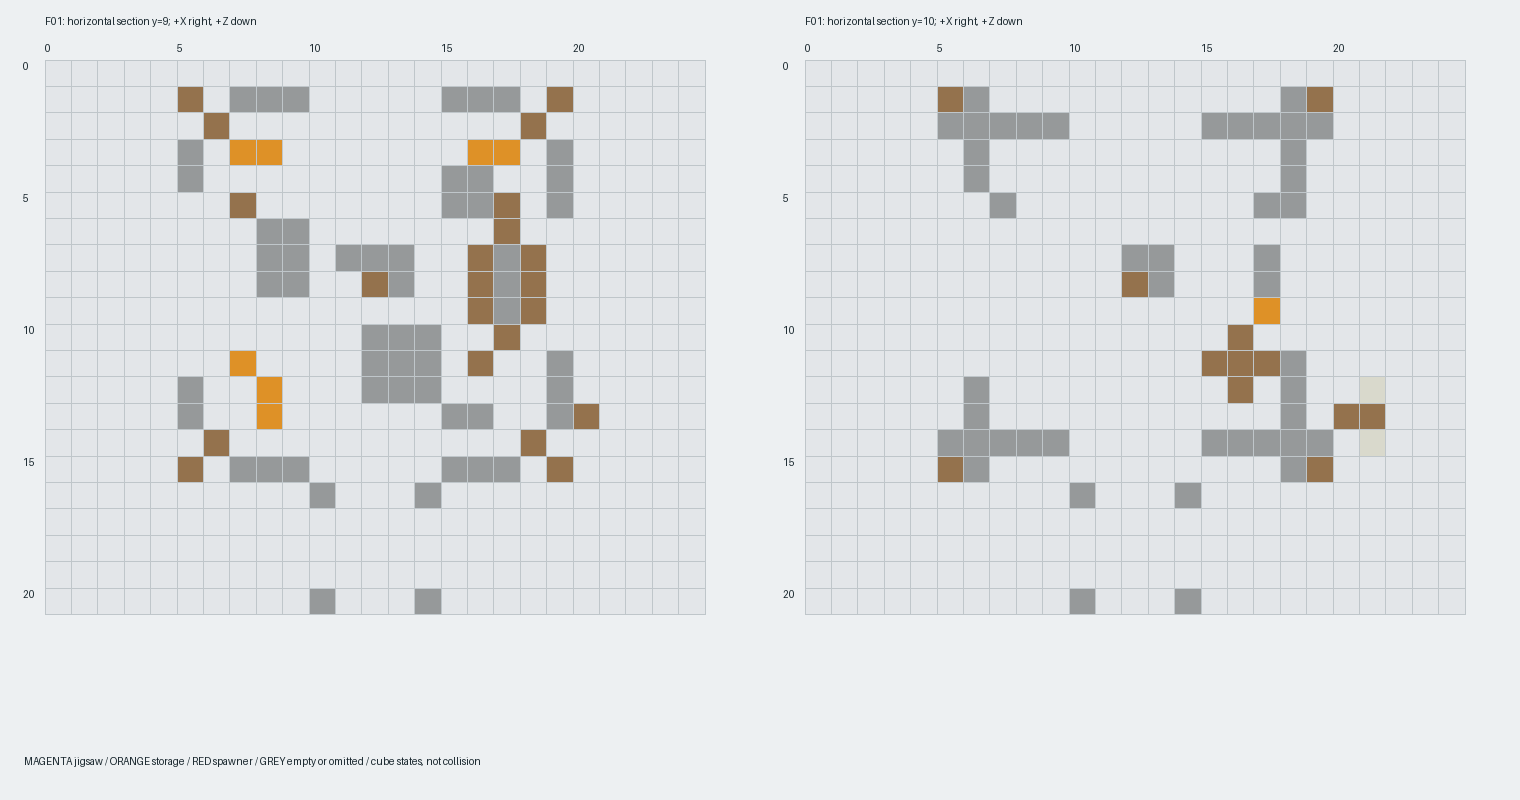 F01: horizontal section y=9; +X right, +Z down
F01: horizontal section y=10; +X right, +Z down
0 5 10 15 20
0 5 10 15 20
0 0
5 5
10 10
15 15
20 20
MAGENTA jigsaw / ORANGE storage / RED spawner / GREY empty or omitted / cube states, not collision